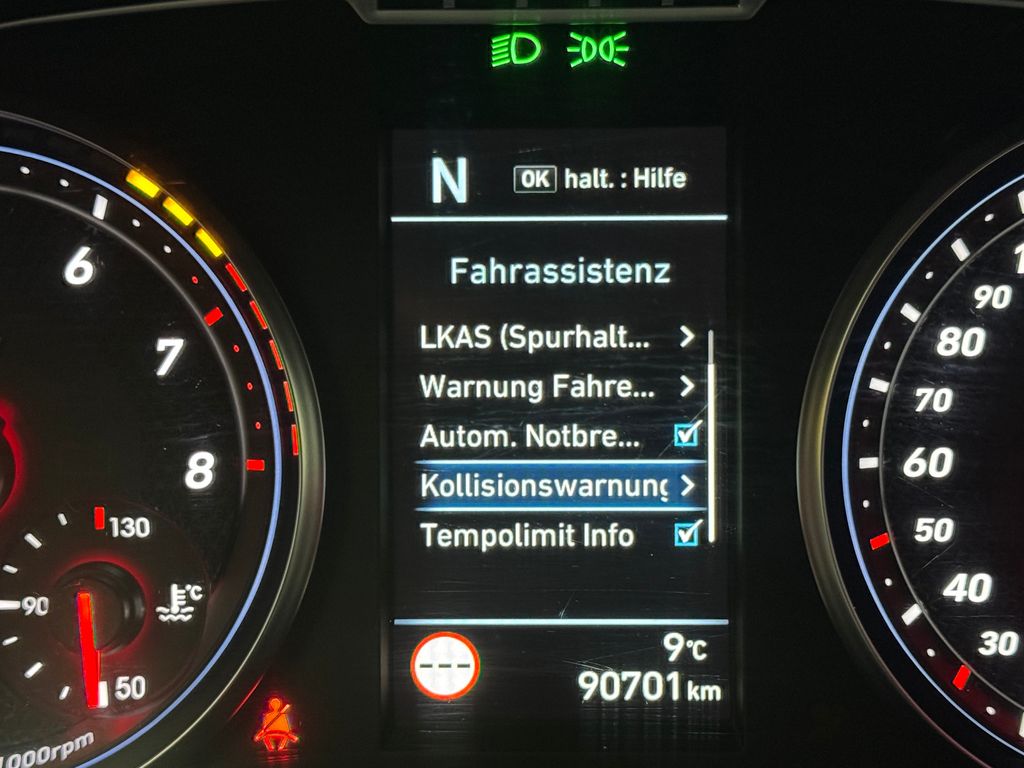 N
OK halt. : Hilfe
Fahrassistenz
LKAS (Spurhalt...
Warnung Fahre...
Autom. Notbre...
Kollisionswarnung
Tempolimit Info
---
9°C
90701 km
6
7
8
130
°C
90
50
1000rpm
90
80
70
60
50
40
30